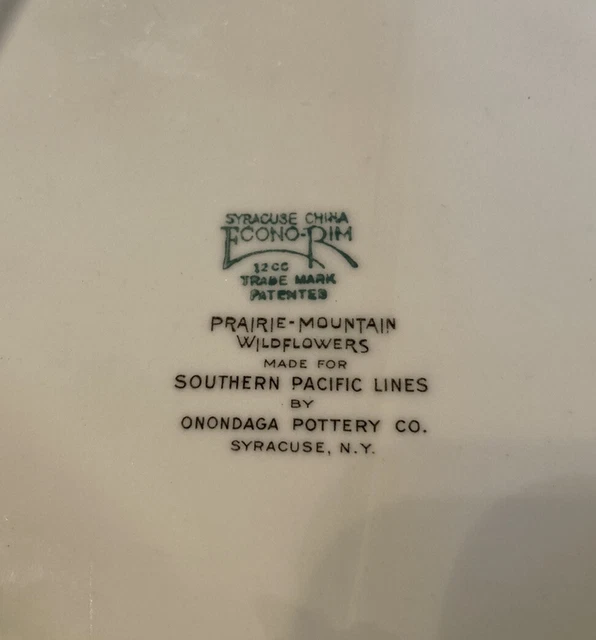 SYRACUSE CHINA
ECONO-RIM
TRADE MARK
PATENTED
PRAIRIE-MOUNTAIN
WILDFLOWERS
MADE FOR
SOUTHERN PACIFIC LINES
BY
ONONDAGA POTTERY CO.
SYRACUSE, N.Y.